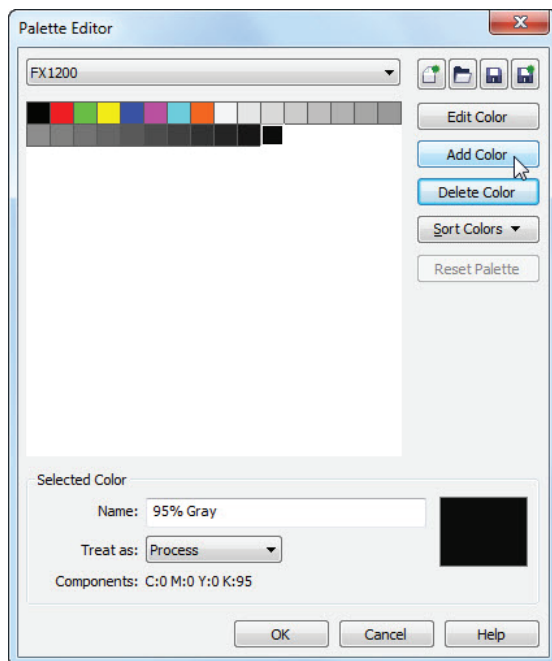 Palette Editor
FX1200
Edit Color
Add Color
Delete Color
Sort Colors
Reset Palette
Selected Color
Name: 95% Gray
Treat as: Process
Components: C:0 M:0 Y:0 K:95
OK Cancel Help